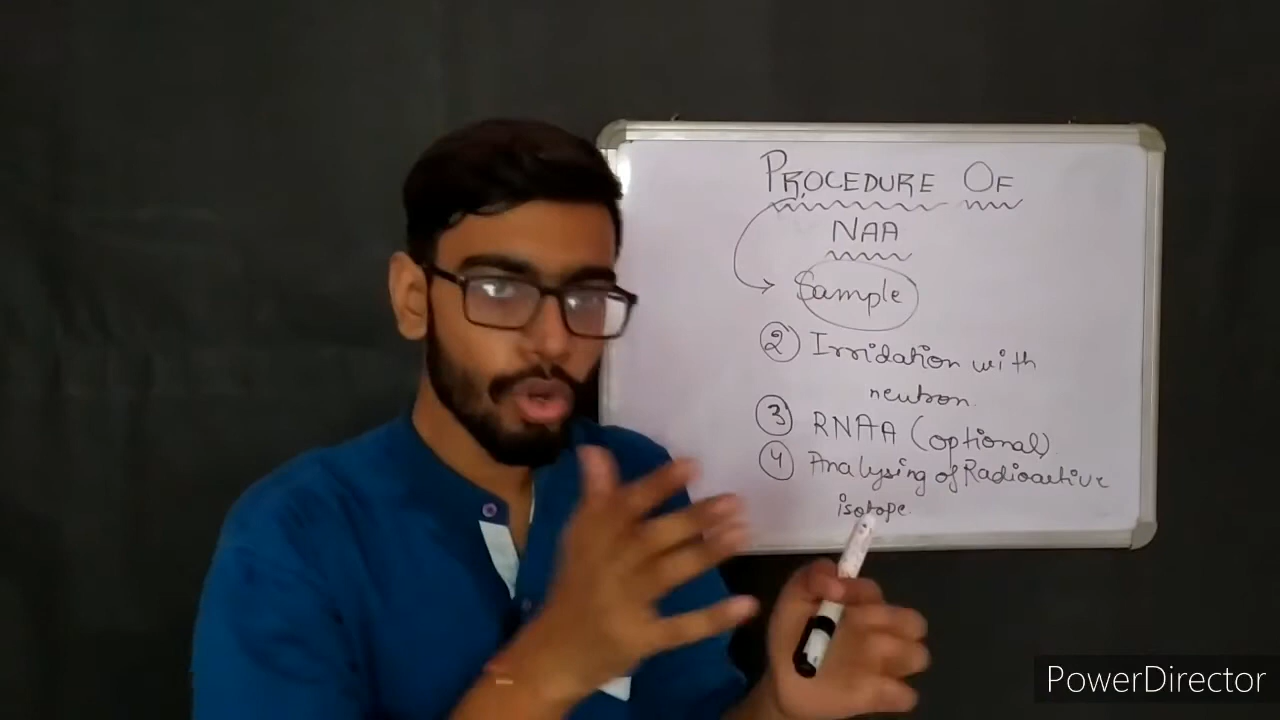 PROCEDURE OF
NAA
Sample
② Irridation with
neutron.
③ RNAA (optional)
④ Analysing of Radioactive
isotope.
PowerDirector